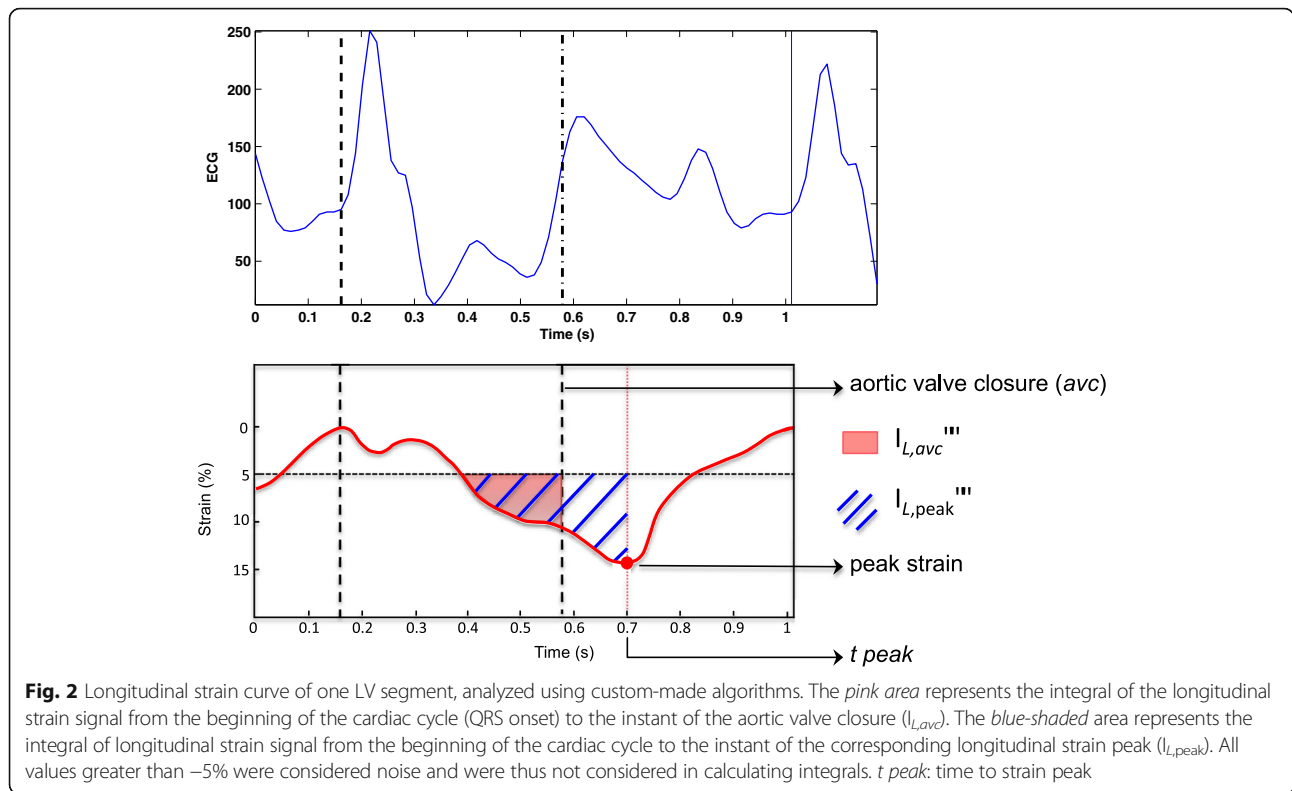 250
200
150
100
50
ECG
0 0.1 0.2 0.3 0.4 0.5 0.6 0.7 0.8 0.9 1
Time (s)
0
5
10
15
Strain (%)
0 0.1 0.2 0.3 0.4 0.5 0.6 0.7 0.8 0.9 1
Time (s)
aortic valve closure (avc)
I_L,avc'''
I_L,peak''''
peak strain
t peak
Fig. 2 Longitudinal strain curve of one LV segment, analyzed using custom-made algorithms. The pink area represents the integral of the longitudinal
strain signal from the beginning of the cardiac cycle (QRS onset) to the instant of the aortic valve closure (I_L,avc). The blue-shaded area represents the
integral of longitudinal strain signal from the beginning of the cardiac cycle to the instant of the corresponding longitudinal strain peak (I_L,peak). All
values greater than −5% were considered noise and were thus not considered in calculating integrals. t peak: time to strain peak